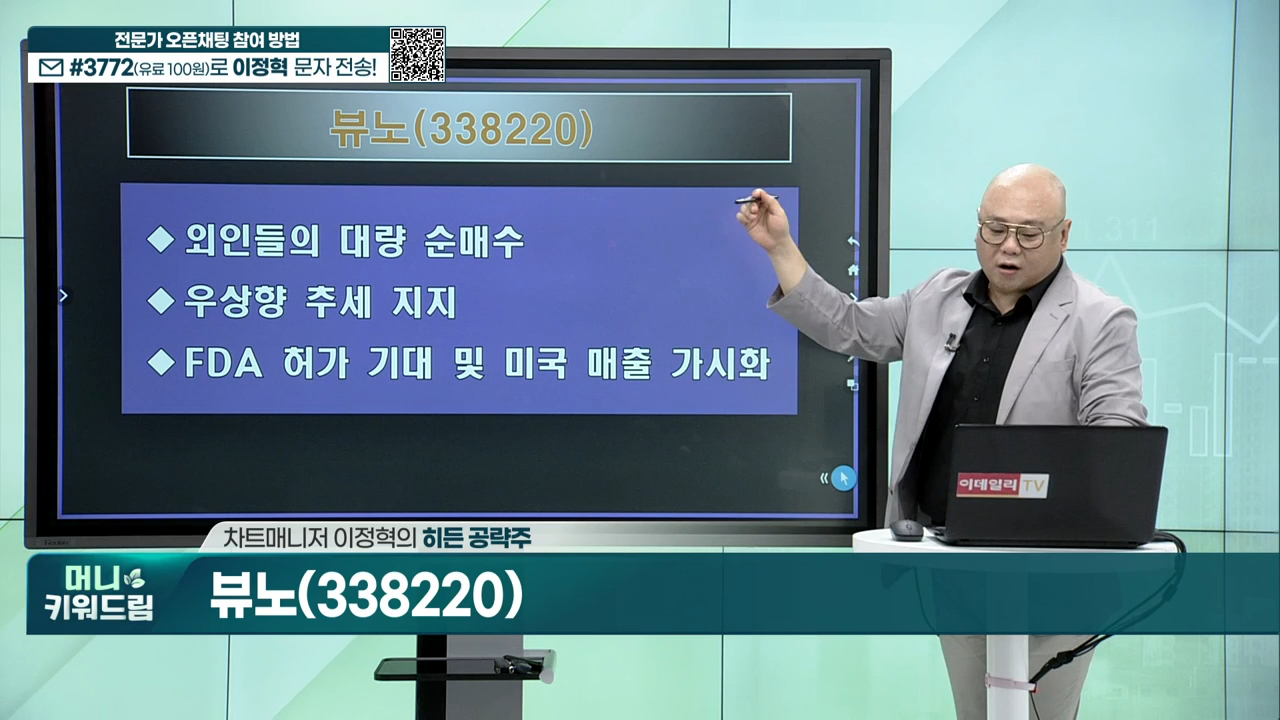 전문가 오픈채팅 참여 방법
#3772(유료 100원)로 이정혁 문자 전송!
뷰노(338220)
◆ 외인들의 대량 순매수
◆ 우상향 추세 지지
◆ FDA 허가 기대 및 미국 매출 가시화
1.311
이데일리TV
차트매니저 이정혁의 히든 공략주
머니
키워드림
뷰노(338220)